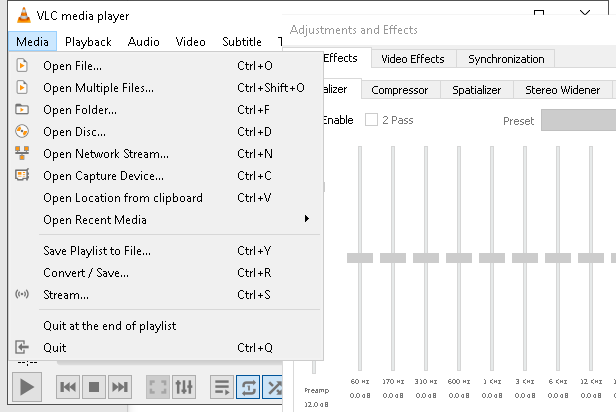 VLC media player
Media Playback Audio Video Subtitle T
Adjustments and Effects
Effects Video Effects Synchronization
alizer Compressor Spatializer Stereo Widener
Enable 2 Pass Preset
Open File... Ctrl+O
Open Multiple Files... Ctrl+Shift+O
Open Folder... Ctrl+F
Open Disc... Ctrl+D
Open Network Stream... Ctrl+N
Open Capture Device... Ctrl+C
Open Location from clipboard Ctrl+V
Open Recent Media
Save Playlist to File... Ctrl+Y
Convert / Save... Ctrl+R
Stream... Ctrl+S
Quit at the end of playlist
Quit Ctrl+Q
60 Hz 170 Hz 310 Hz 600 Hz 1 KHz 3 KHz 6 KHz 12 KHz
0.0 dB 0.0 dB 0.0 dB 0.0 dB 0.0 dB 0.0 dB 0.0 dB 0.0 dB
Preamp
12.0 dB